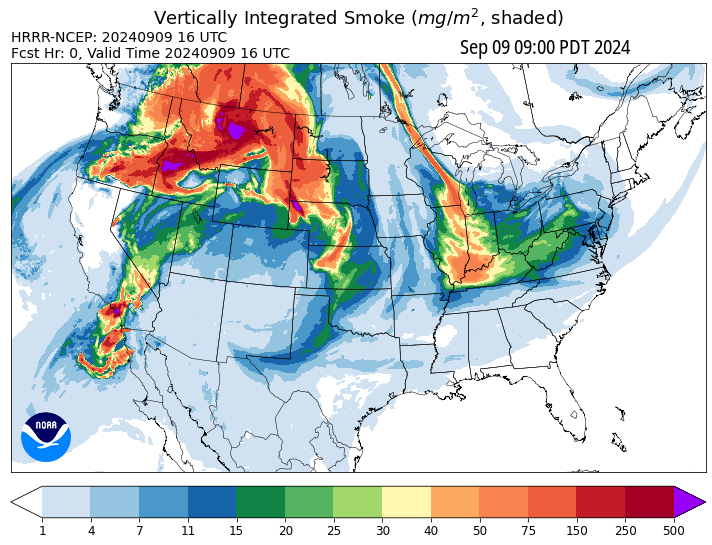 Vertically Integrated Smoke (mg/m², shaded)
HRRR-NCEP: 20240909 16 UTC
Fcst Hr: 0, Valid Time 20240909 16 UTC
Sep 09 09:00 PDT 2024
NOAA
1 4 7 11 15 20 25 30 40 50 75 150 250 500